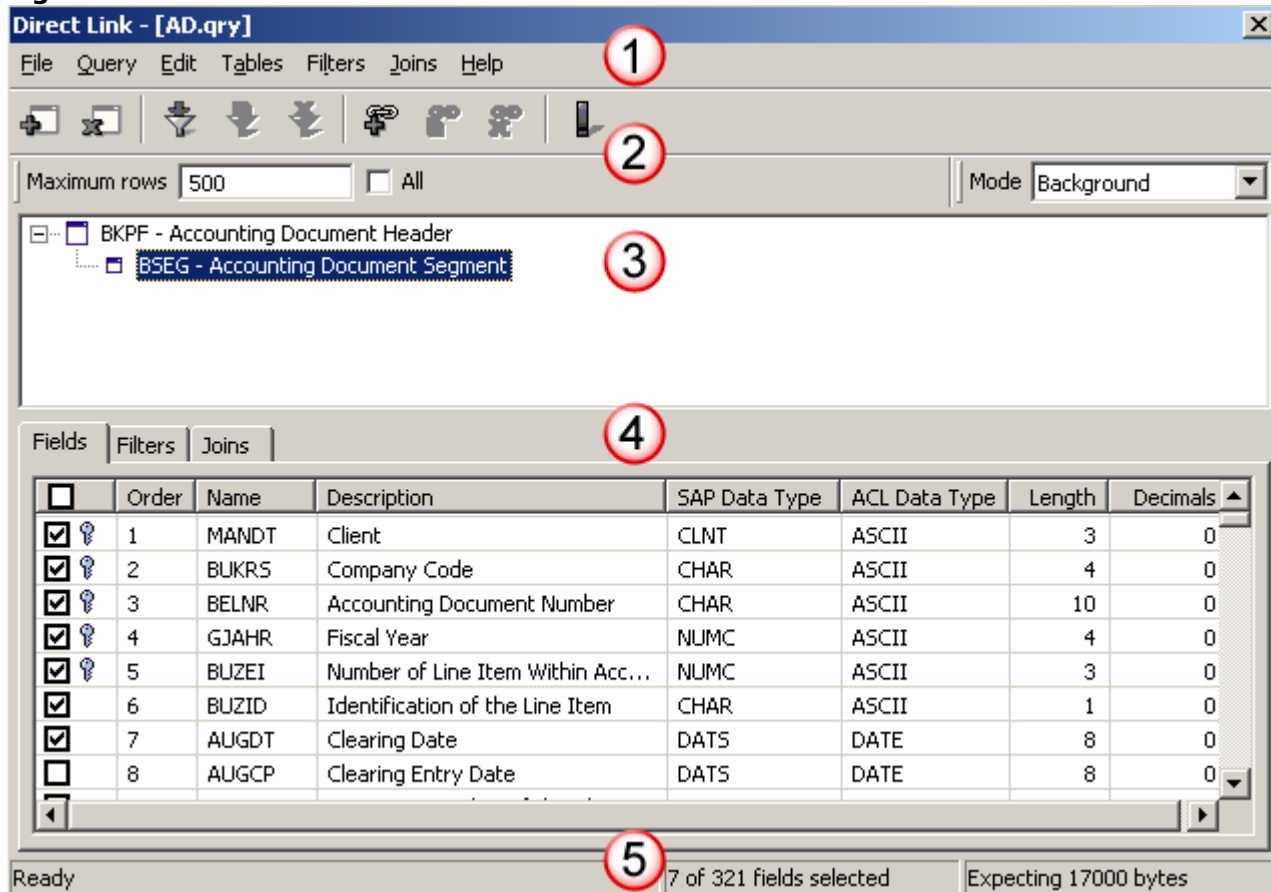 Direct Link - [AD.qry]
File Query Edit Tables Filters Joins Help
1
2
Maximum rows 500 All Mode Background
BKPF - Accounting Document Header
BSEG - Accounting Document Segment
3
4
Fields Filters Joins
Order Name Description SAP Data Type ACL Data Type Length Decimals
1 MANDT Client CLNT ASCII 3 0
2 BUKRS Company Code CHAR ASCII 4 0
3 BELNR Accounting Document Number CHAR ASCII 10 0
4 GJAHR Fiscal Year NUMC ASCII 4 0
5 BUZEI Number of Line Item Within Acc... NUMC ASCII 3 0
6 BUZID Identification of the Line Item CHAR ASCII 1 0
7 AUGDT Clearing Date DATS DATE 8 0
8 AUGCP Clearing Entry Date DATS DATE 8 0
5
Ready 7 of 321 fields selected Expecting 17000 bytes